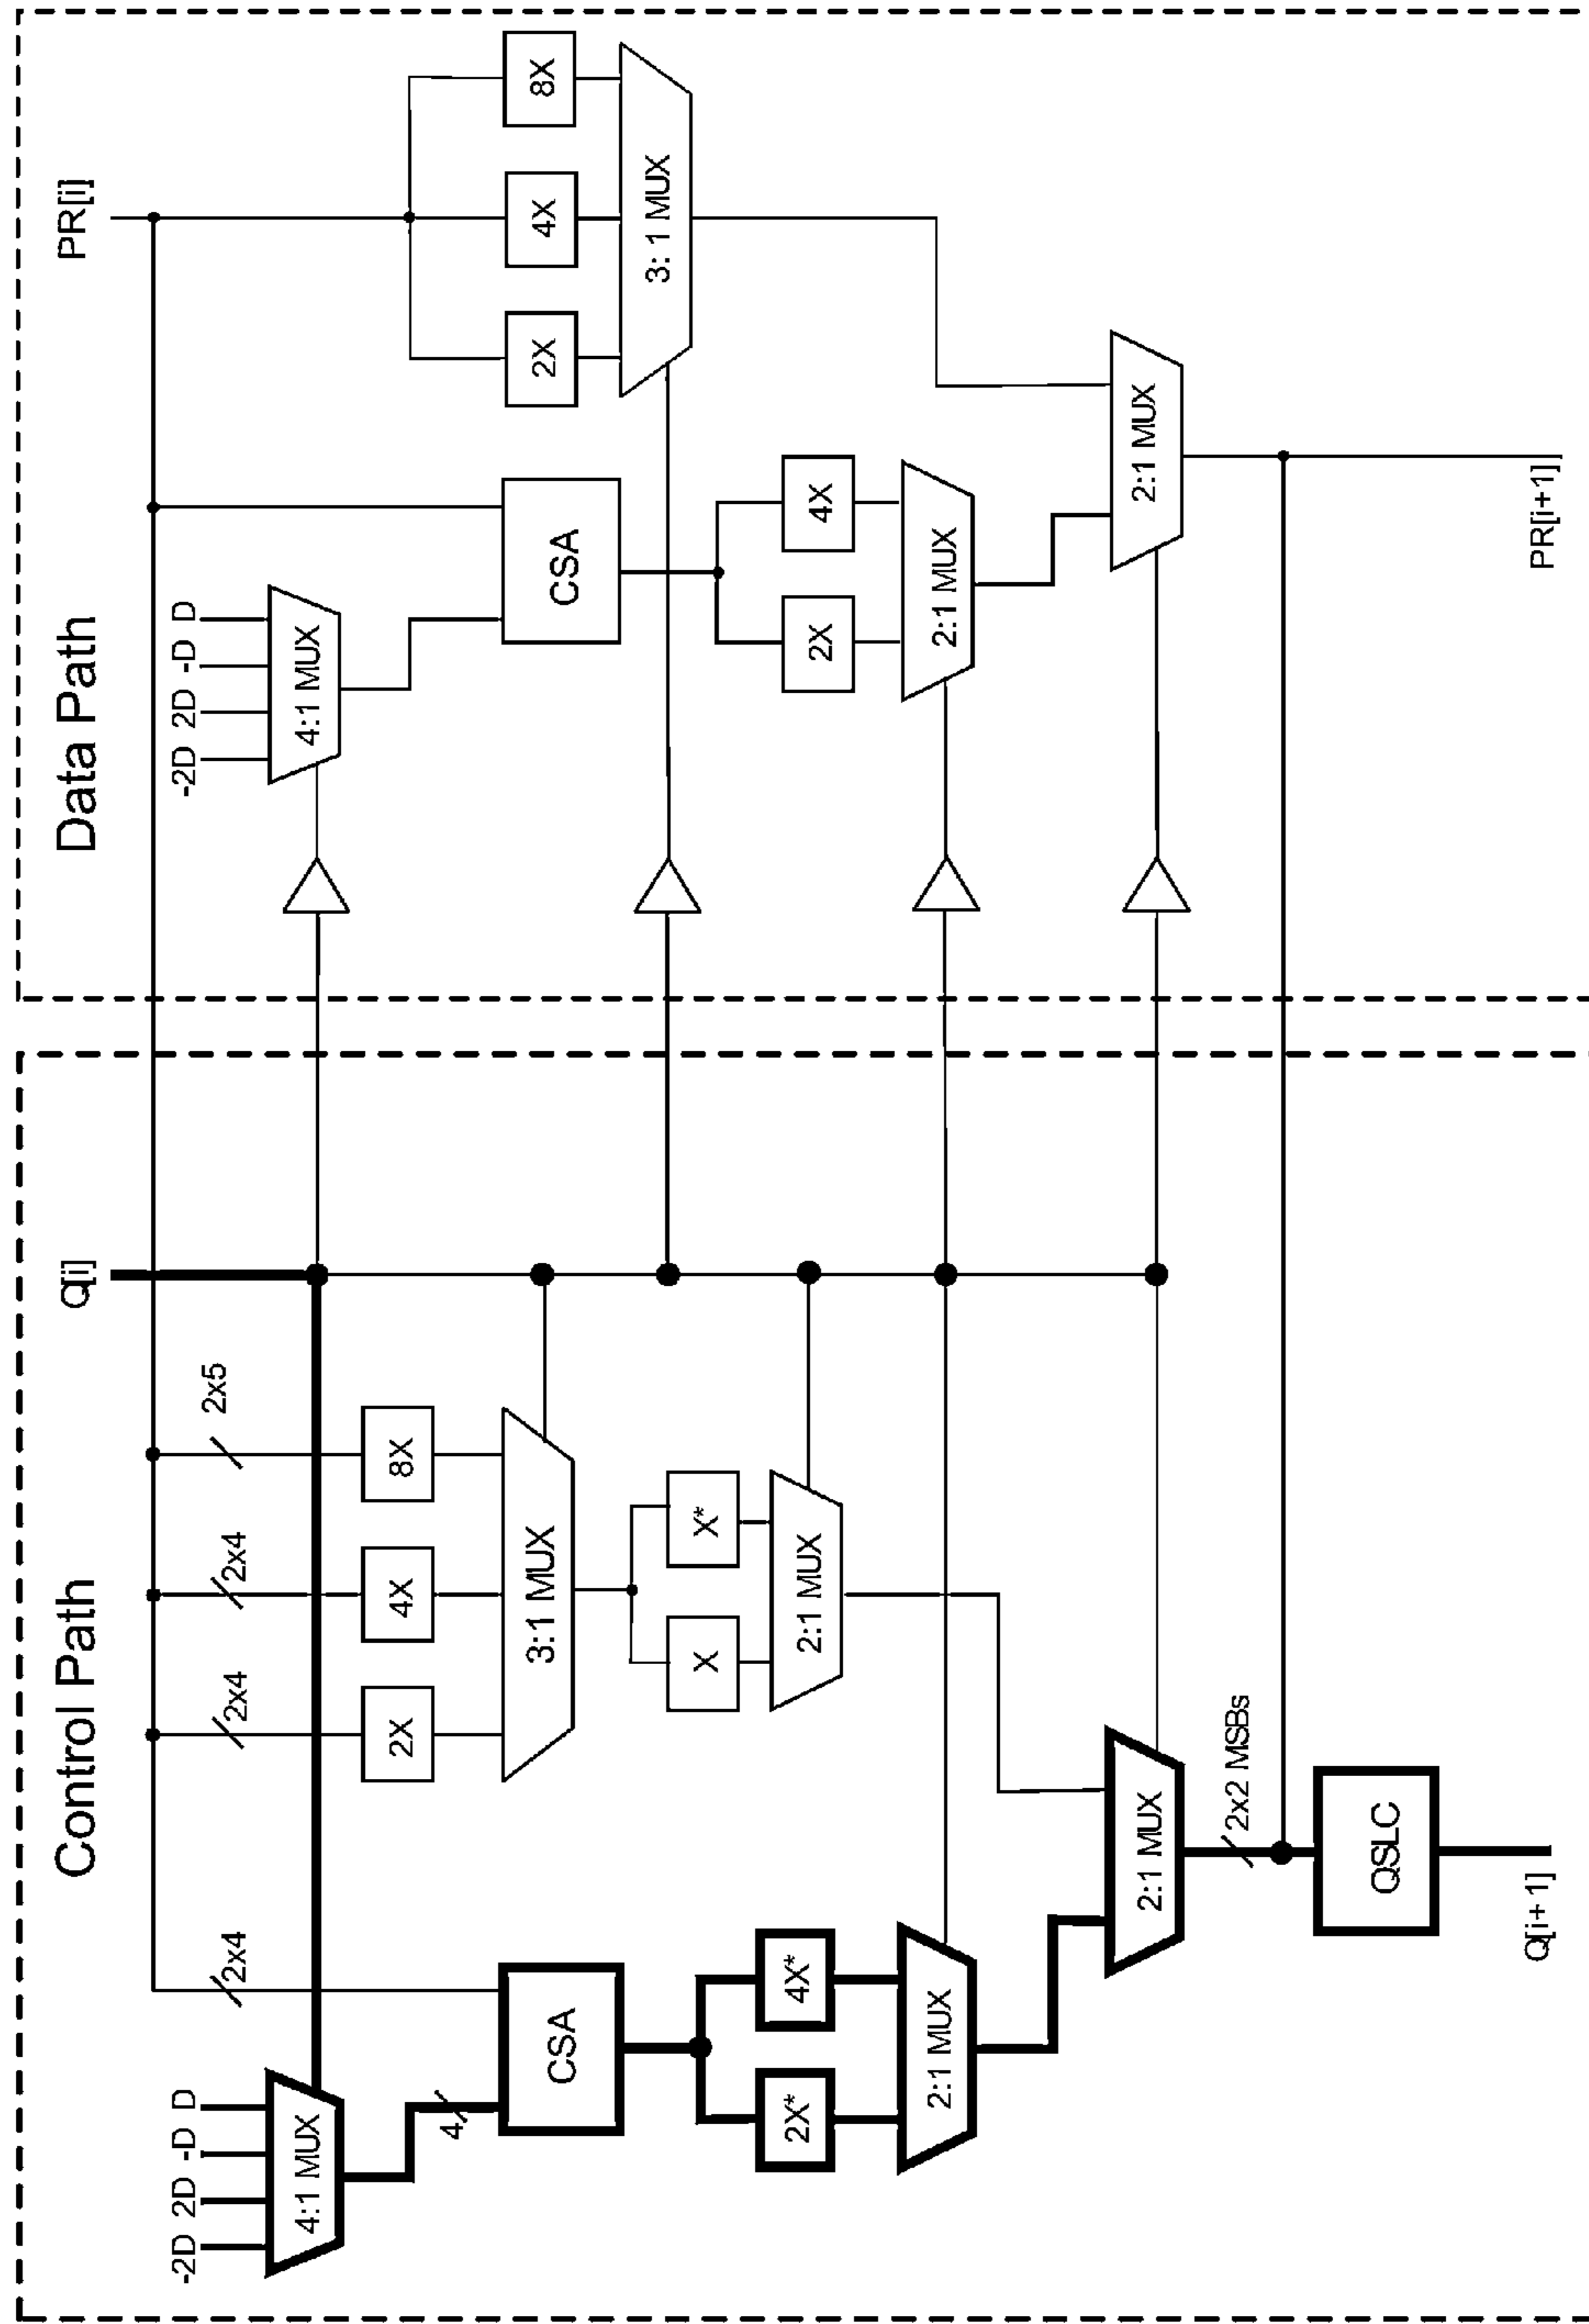 Control Path
Data Path
Q[i]
PR[i]
-2D 2D -D D
2x4
2x4
2x4
2x5
-2D 2D -D D
4:1 MUX
4:1 MUX
2X
4X
8X
4
CSA
3:1 MUX
CSA
2X
4X
8X
3: 1 MUX
X
X*
2X*
4X*
2:1 MUX
2X
4X
2:1 MUX
2:1 MUX
2:1 MUX
2:1 MUX
2x2 MSBs
QSLC
Q[i+1]
PR[i+1]